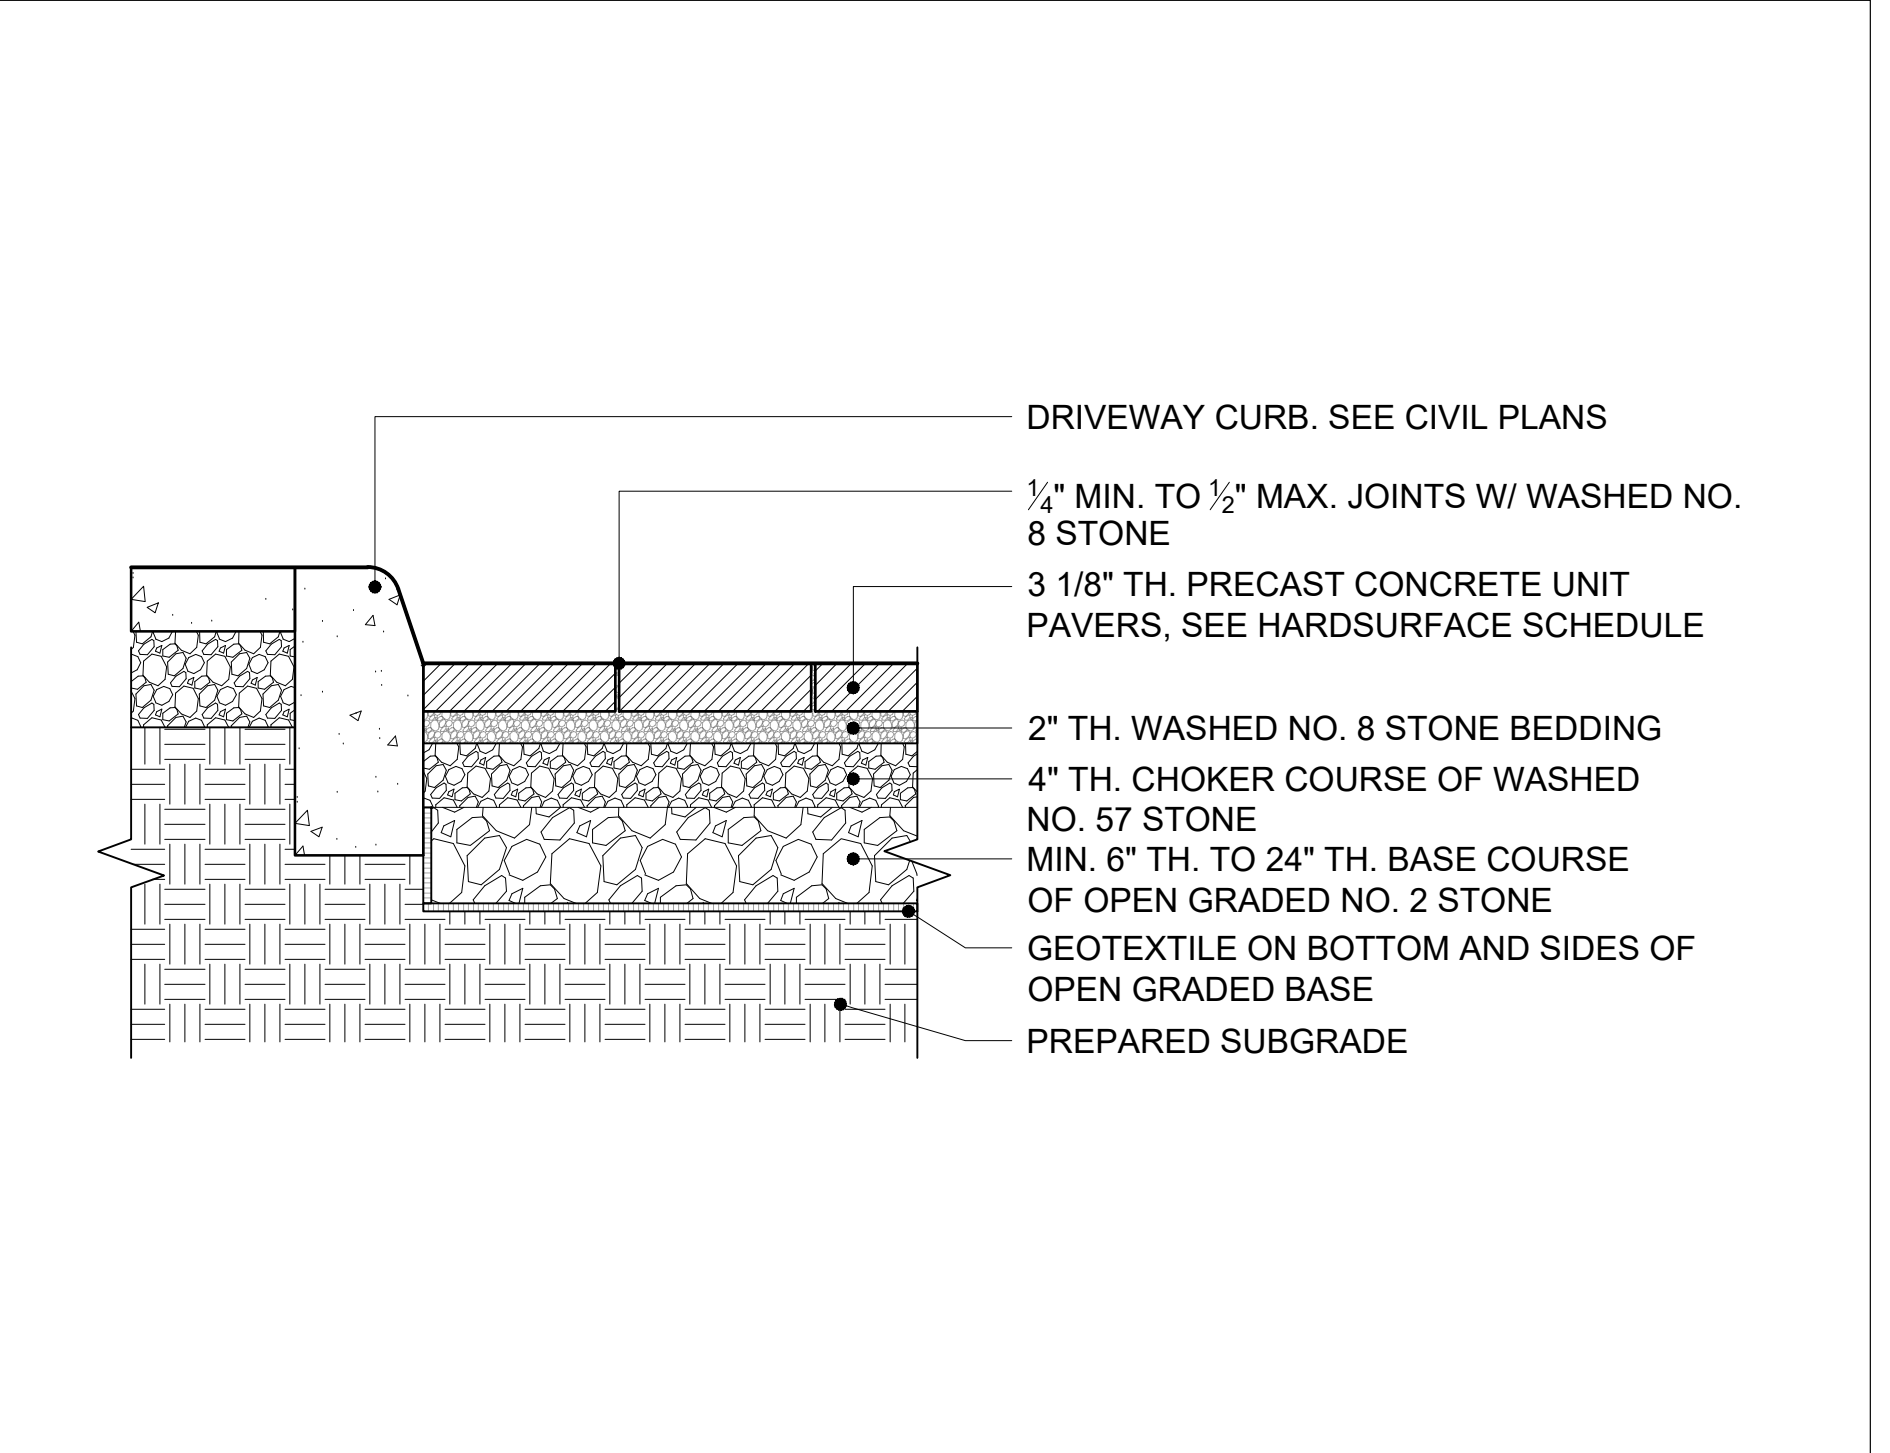 DRIVEWAY CURB. SEE CIVIL PLANS
1/4" MIN. TO 1/2" MAX. JOINTS W/ WASHED NO.
8 STONE
3 1/8" TH. PRECAST CONCRETE UNIT
PAVERS, SEE HARDSURFACE SCHEDULE
2" TH. WASHED NO. 8 STONE BEDDING
4" TH. CHOKER COURSE OF WASHED
NO. 57 STONE
MIN. 6" TH. TO 24" TH. BASE COURSE
OF OPEN GRADED NO. 2 STONE
GEOTEXTILE ON BOTTOM AND SIDES OF
OPEN GRADED BASE
PREPARED SUBGRADE